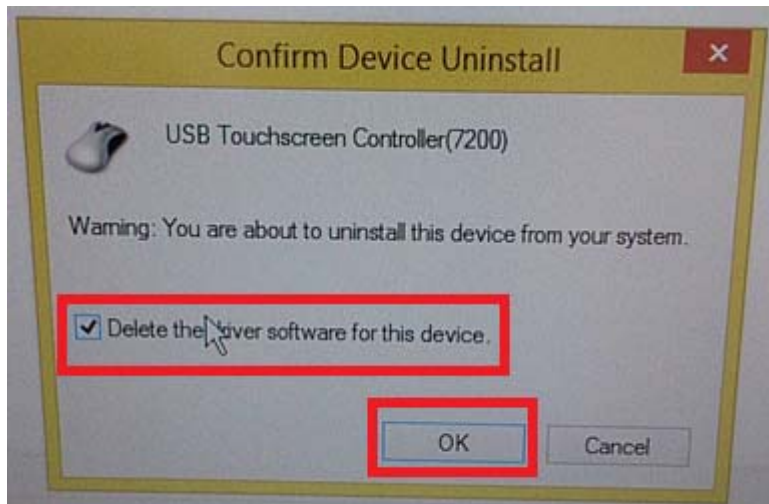 Confirm Device Uninstall
USB Touchscreen Controller(7200)
Warning: You are about to uninstall this device from your system.
Delete the driver software for this device.
OK
Cancel